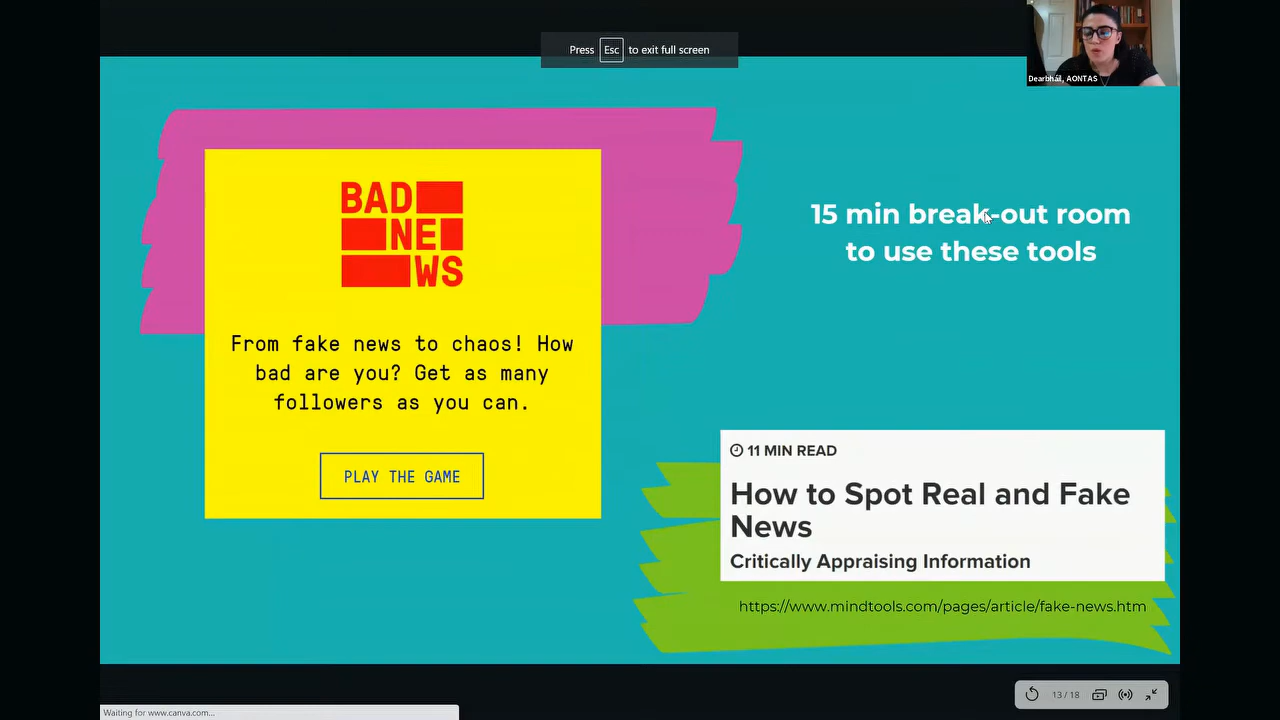 Press Esc to exit full screen
Dearbháil, AONTAS
BAD
NE
WS
From fake news to chaos! How
bad are you? Get as many
followers as you can.
PLAY THE GAME
15 min break-out room
to use these tools
11 MIN READ
How to Spot Real and Fake
News
Critically Appraising Information
https://www.mindtools.com/pages/article/fake-news.htm
13 / 18
Waiting for www.canva.com...